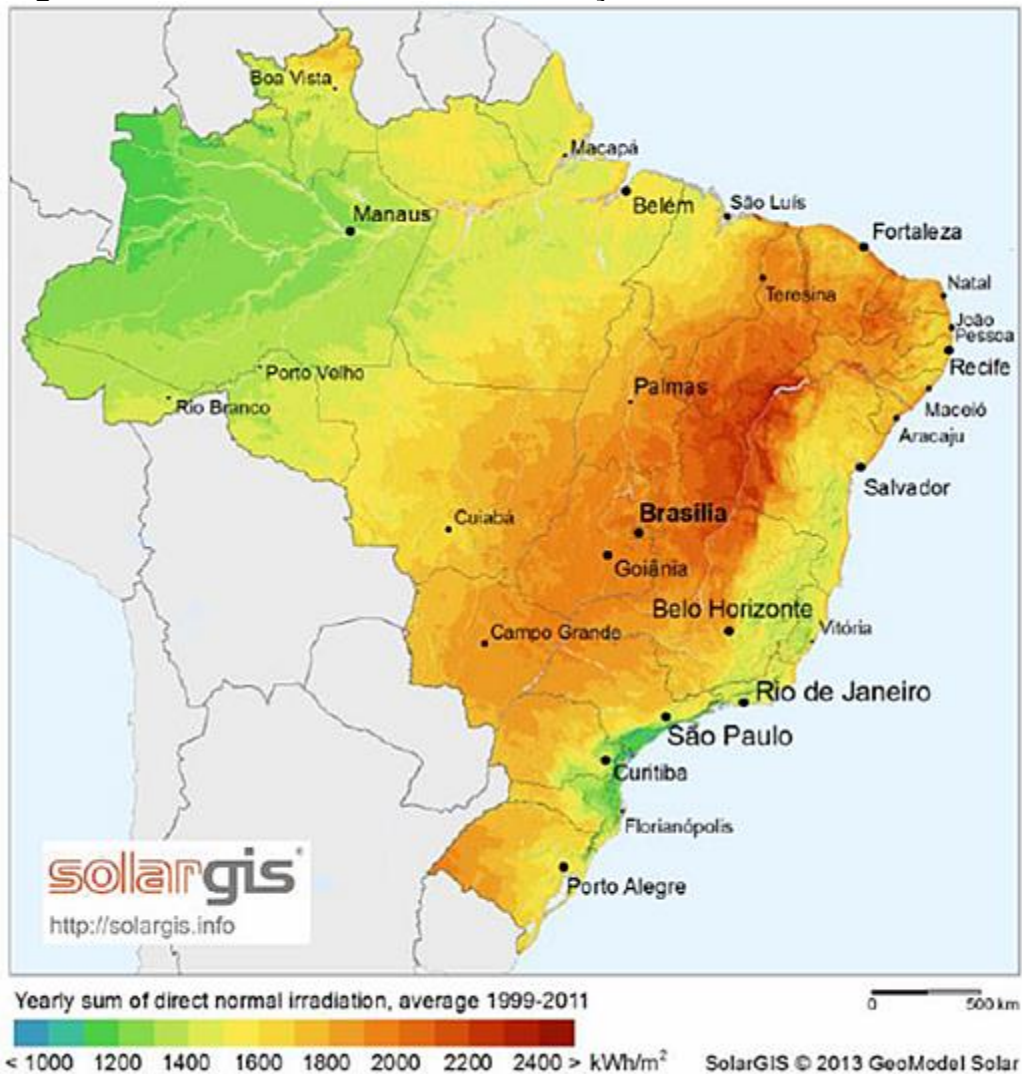 Boa Vista
Macapá
Belém
São Luís
Manaus
Fortaleza
Teresina
Natal
João
Pessoa
Recife
Porto Velho
Palmas
Rio Branco
Maceió
Aracaju
Salvador
Cuiabá
Brasília
Goiânia
Belo Horizonte
Campo Grande
Vitória
Rio de Janeiro
São Paulo
Curitiba
Florianópolis
Porto Alegre
solargis
http://solargis.info
Yearly sum of direct normal irradiation, average 1999-2011
0 500 km
< 1000 1200 1400 1600 1800 2000 2200 2400 > kWh/m²
SolarGIS © 2013 GeoModel Solar